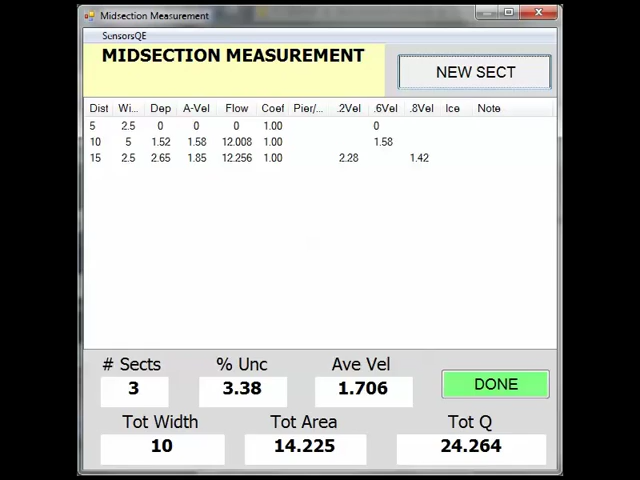 Midsection Measurement
SensorsQE
MIDSECTION MEASUREMENT
NEW SECT
Dist Wi... Dep A-Vel Flow Coef Pier/... .2Vel .6Vel .8Vel Ice Note
5 2.5 0 0 0 1.00 0
10 5 1.52 1.58 12.008 1.00 1.58
15 2.5 2.65 1.85 12.256 1.00 2.28 1.42
# Sects % Unc Ave Vel
3 3.38 1.706 DONE
Tot Width Tot Area Tot Q
10 14.225 24.264